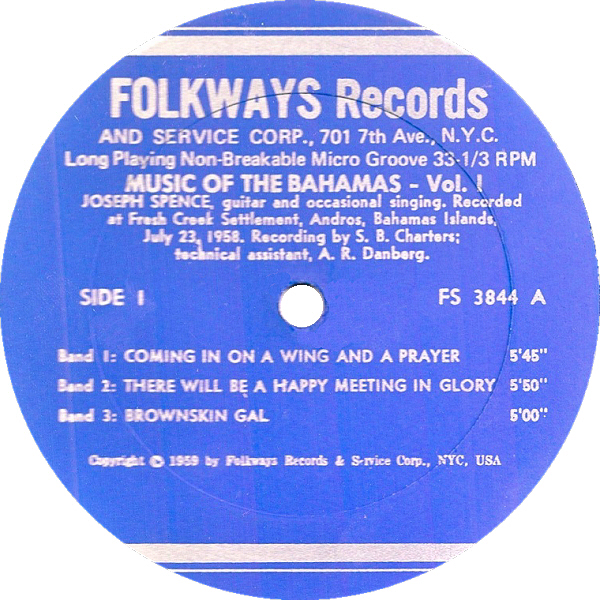 FOLKWAYS Records
AND SERVICE CORP., 701 7th Ave., N.Y.C.
Long Playing Non-Breakable Micro Groove 33-1/3 RPM
MUSIC OF THE BAHAMAS - Vol. I
JOSEPH SPENCE, guitar and occasional singing. Recorded
at Fresh Creek Settlement, Andros, Bahamas Islands,
July 23, 1958. Recording by S. B. Charters;
technical assistant, A. R. Danberg.
SIDE I FS 3844 A
Band 1: COMING IN ON A WING AND A PRAYER 5'45"
Band 2: THERE WILL BE A HAPPY MEETING IN GLORY 5'50"
Band 3: BROWNSKIN GAL 5'00"
Copyright © 1959 by Folkways Records & Service Corp., NYC, USA